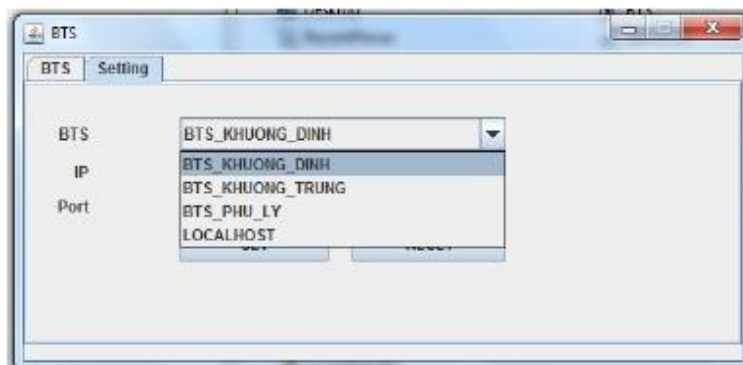 BTS
BTS Setting
BTS BTS_KHUONG_DINH
BTS_KHUONG_DINH
IP
BTS_KHUONG_TRUNG
Port
BTS_PHU_LY
LOCALHOST